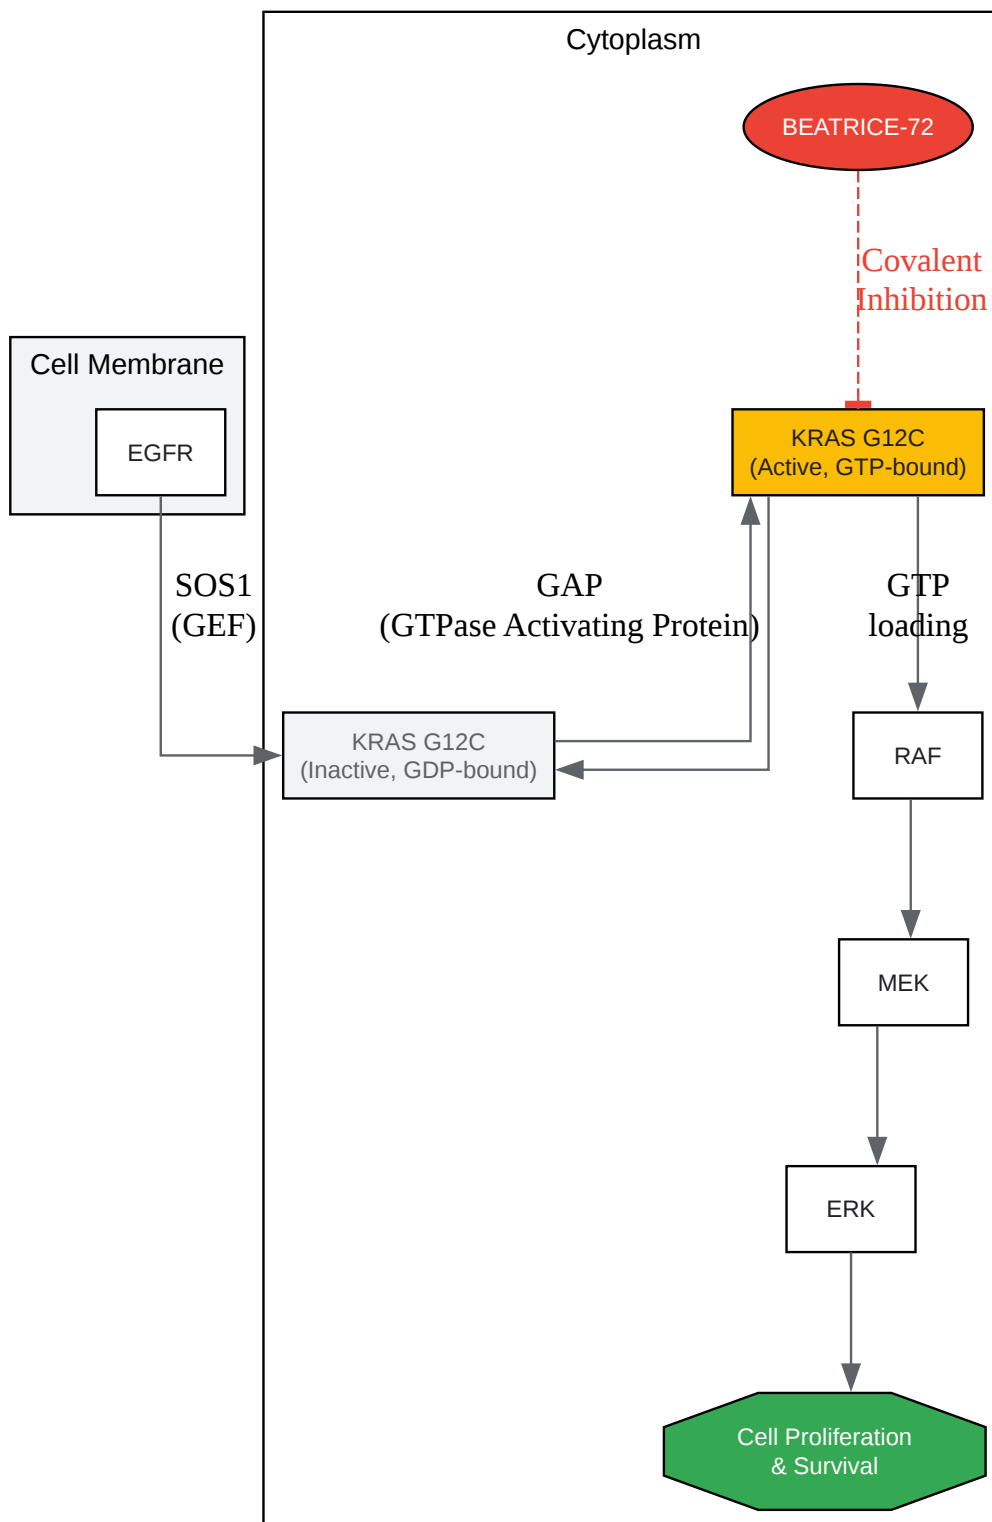 Cytoplasm
BEATRICE-72
Covalent
Inhibition
Cell Membrane
EGFR
KRAS G12C
(Active, GTP-bound)
SOS1
(GEF)
GAP
(GTPase Activating Protein)
GTP
loading
KRAS G12C
(Inactive, GDP-bound)
RAF
MEK
ERK
Cell Proliferation
& Survival